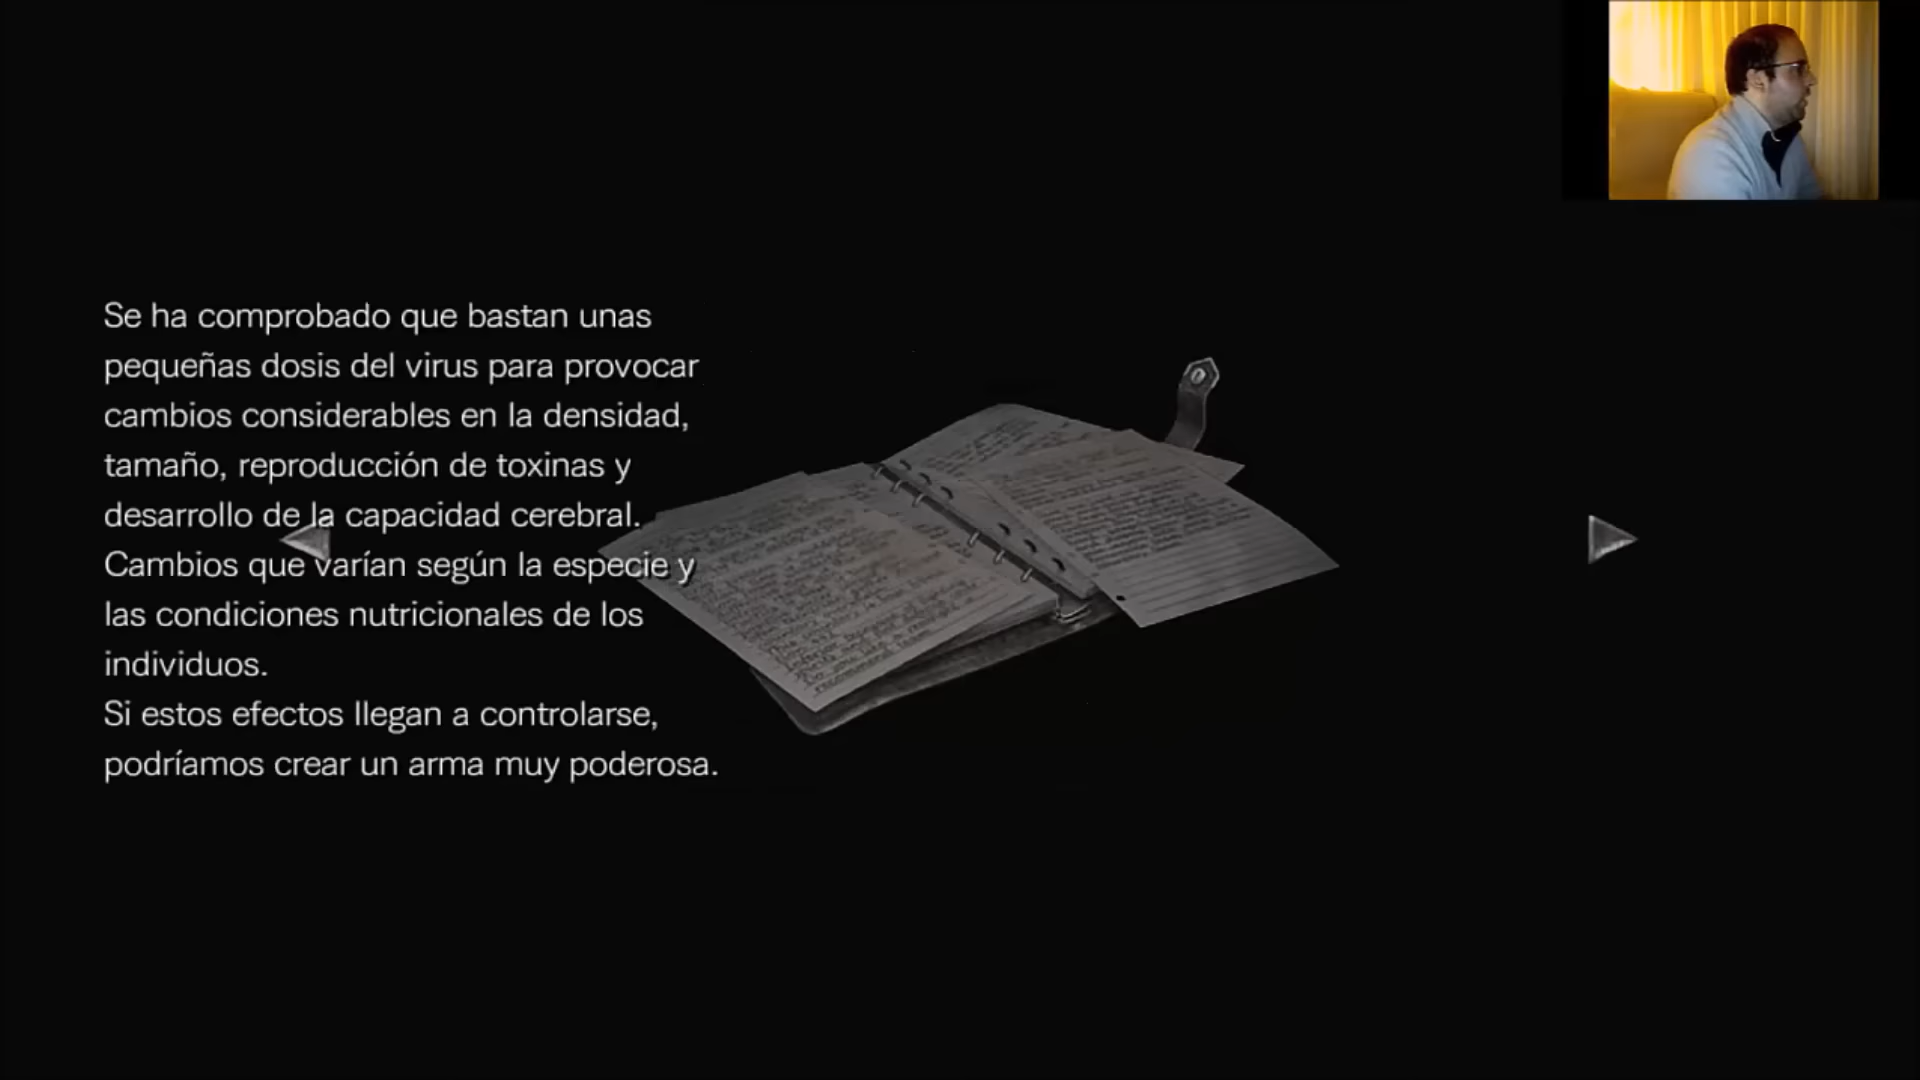 Se ha comprobado que bastan unas
pequeñas dosis del virus para provocar
cambios considerables en la densidad,
tamaño, reproducción de toxinas y
desarrollo de la capacidad cerebral.
Cambios que varían según la especie y
las condiciones nutricionales de los
individuos.
Si estos efectos llegan a controlarse,
podríamos crear un arma muy poderosa.